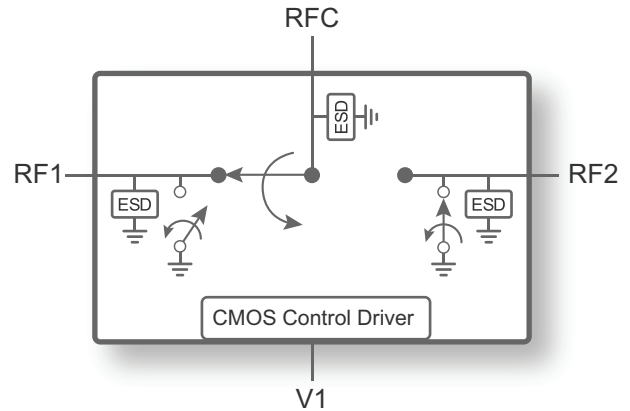 RFC
ESD
RF1
RF2
ESD
ESD
CMOS Control Driver
V1